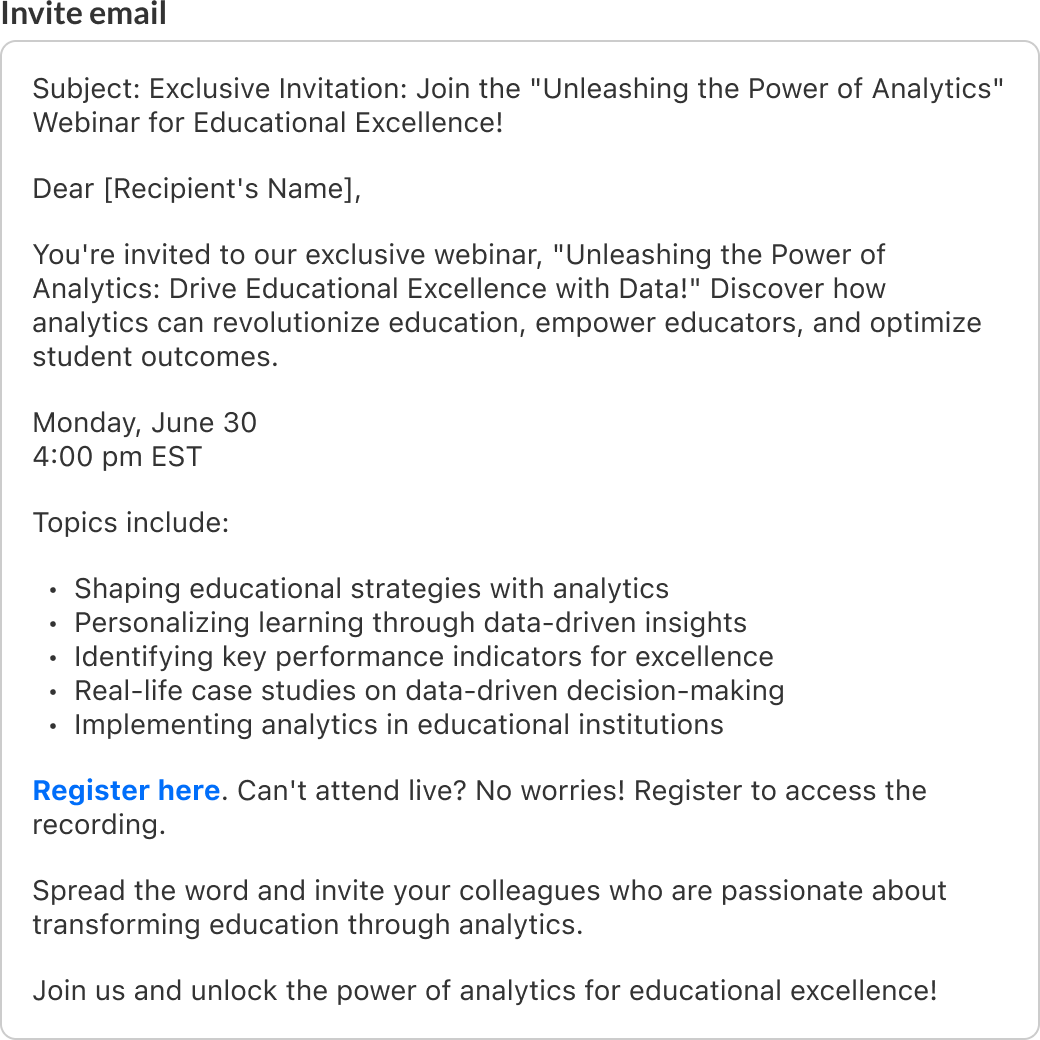 Invite email
Subject: Exclusive Invitation: Join the "Unleashing the Power of Analytics"
Webinar for Educational Excellence!
Dear [Recipient's Name],
You're invited to our exclusive webinar, "Unleashing the Power of
Analytics: Drive Educational Excellence with Data!" Discover how
analytics can revolutionize education, empower educators, and optimize
student outcomes.
Monday, June 30
4:00 pm EST
Topics include:
• Shaping educational strategies with analytics
• Personalizing learning through data-driven insights
• Identifying key performance indicators for excellence
• Real-life case studies on data-driven decision-making
• Implementing analytics in educational institutions
Register here. Can't attend live? No worries! Register to access the
recording.
Spread the word and invite your colleagues who are passionate about
transforming education through analytics.
Join us and unlock the power of analytics for educational excellence!